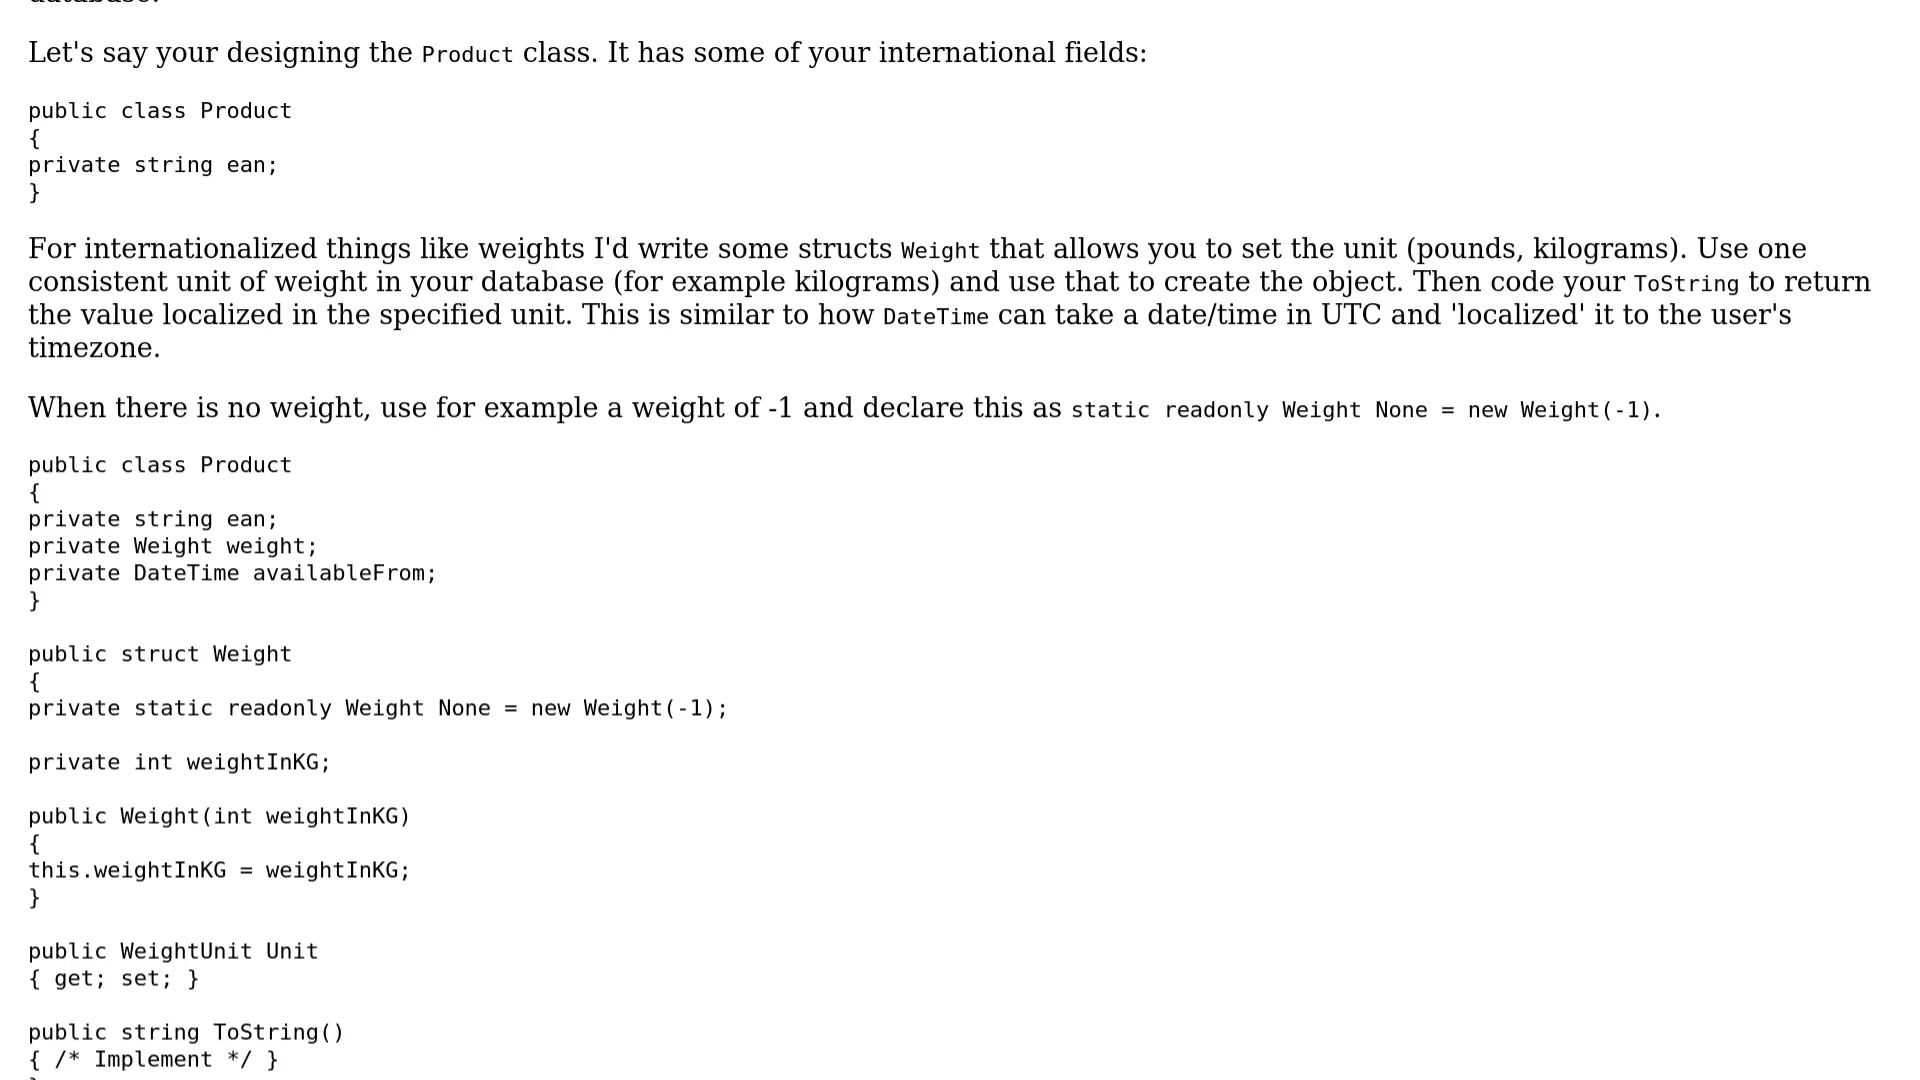 database.
Let's say your designing the Product class. It has some of your international fields:
public class Product
{
private string ean;
}
For internationalized things like weights I'd write some structs Weight that allows you to set the unit (pounds, kilograms). Use one
consistent unit of weight in your database (for example kilograms) and use that to create the object. Then code your ToString to return
the value localized in the specified unit. This is similar to how DateTime can take a date/time in UTC and 'localized' it to the user's
timezone.
When there is no weight, use for example a weight of -1 and declare this as static readonly Weight None = new Weight(-1).
public class Product
{
private string ean;
private Weight weight;
private DateTime availableFrom;
}
public struct Weight
{
private static readonly Weight None = new Weight(-1);
private int weightInKG;
public Weight(int weightInKG)
{
this.weightInKG = weightInKG;
}
public WeightUnit Unit
{ get; set; }
public string ToString()
{ /* Implement */ }